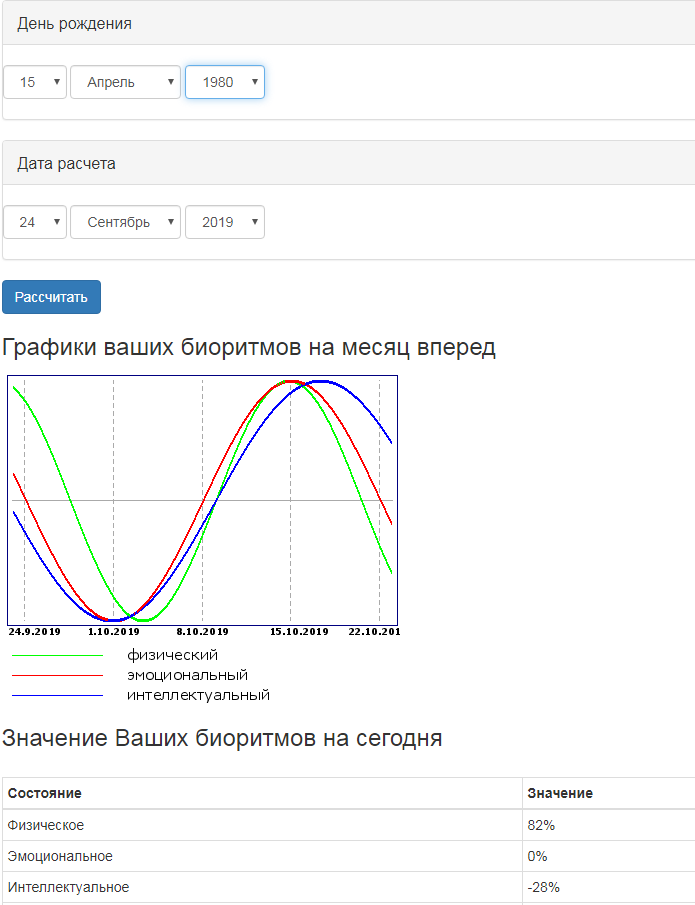 День рождения
15 Апрель 1980
Дата расчета
24 Сентябрь 2019
Рассчитать
Графики ваших биоритмов на месяц вперед
24.9.2019 1.10.2019 8.10.2019 15.10.2019 22.10.201
физический
эмоциональный
интеллектуальный
Значение Ваших биоритмов на сегодня
Состояние Значение
Физическое 82%
Эмоциональное 0%
Интеллектуальное -28%